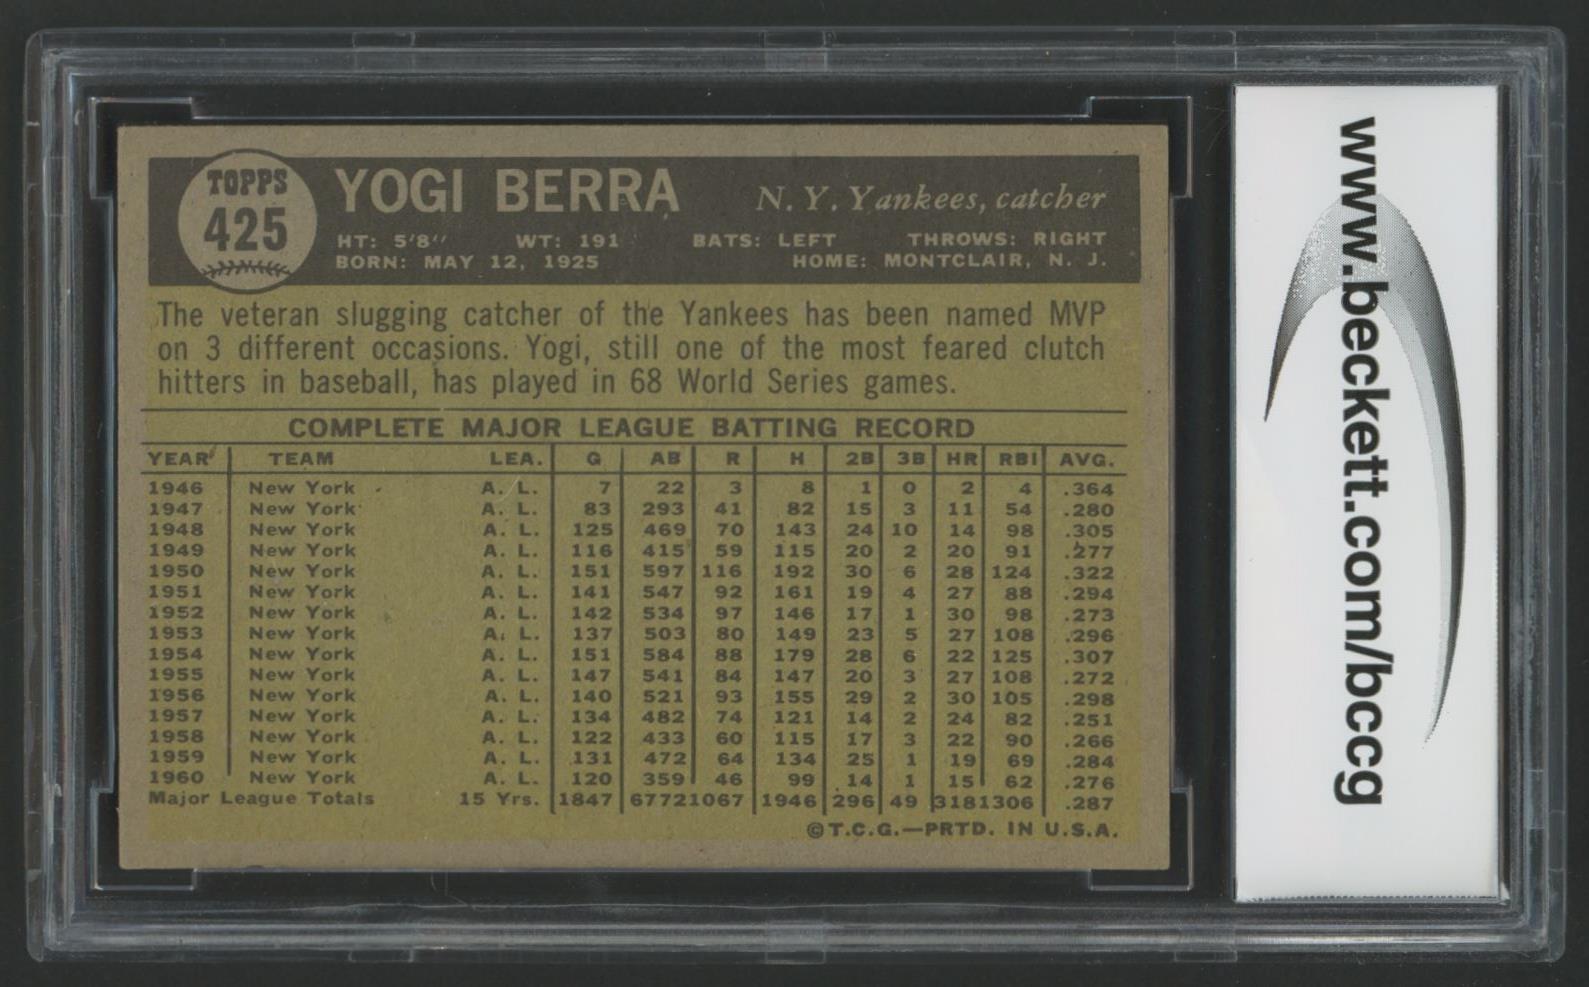 TOPPS
425
YOGI BERRA
N. Y. Yankees, catcher
HT: 5'8" WT: 191 BATS: LEFT THROWS: RIGHT
BORN: MAY 12, 1925 HOME: MONTCLAIR, N. J.
The veteran slugging catcher of the Yankees has been named MVP
on 3 different occasions. Yogi, still one of the most feared clutch
hitters in baseball, has played in 68 World Series games.
COMPLETE MAJOR LEAGUE BATTING RECORD
YEAR TEAM LEA. G AB R H 2B 3B HR RBI AVG.
1946 New York A. L. 7 22 3 8 1 0 2 4 .364
1947 New York A. L. 83 293 41 82 15 3 11 54 .280
1948 New York A. L. 125 469 70 143 24 10 14 98 .305
1949 New York A. L. 116 415 59 115 20 2 20 91 .277
1950 New York A. L. 151 597 116 192 30 6 28 124 .322
1951 New York A. L. 141 547 92 161 19 4 27 88 .294
1952 New York A. L. 142 534 97 146 17 1 30 98 .273
1953 New York A. L. 137 503 80 149 23 5 27 108 .296
1954 New York A. L. 151 584 88 179 28 6 22 125 .307
1955 New York A. L. 147 541 84 147 20 3 27 108 .272
1956 New York A. L. 140 521 93 155 29 2 30 105 .298
1957 New York A. L. 134 482 74 121 14 2 24 82 .251
1958 New York A. L. 122 433 60 115 17 3 22 90 .266
1959 New York A. L. 131 472 64 134 25 1 19 69 .284
1960 New York A. L. 120 359 46 99 14 1 15 62 .276
Major League Totals 15 Yrs. 1847 6772 1067 1946 296 49 318 1306 .287
©T.C.G.—PRTD. IN U.S.A.
www.beckett.com/bccg